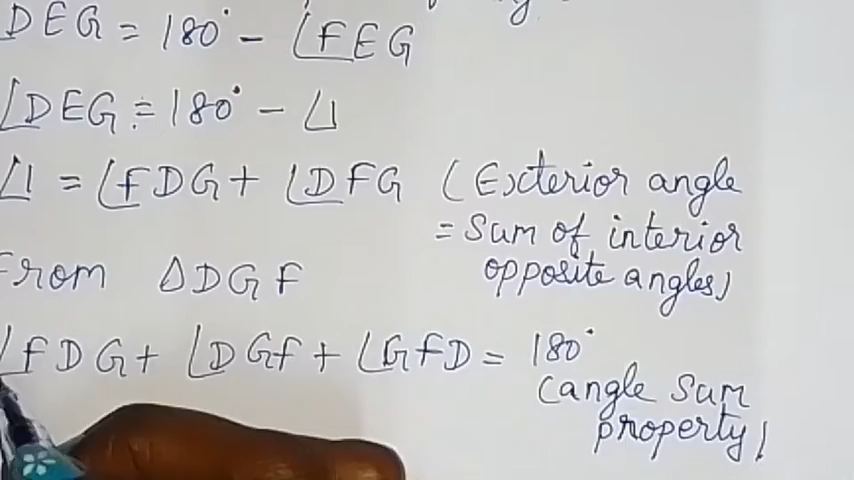 DEG = 180° - ∠FEG
∠DEG = 180° - ∠1
∠1 = ∠FDG + ∠DFG (Exterior angle
= Sum of interior
opposite angles)
From △DGF
∠FDG + ∠DGF + ∠GFD = 180°
(angle sum
property)